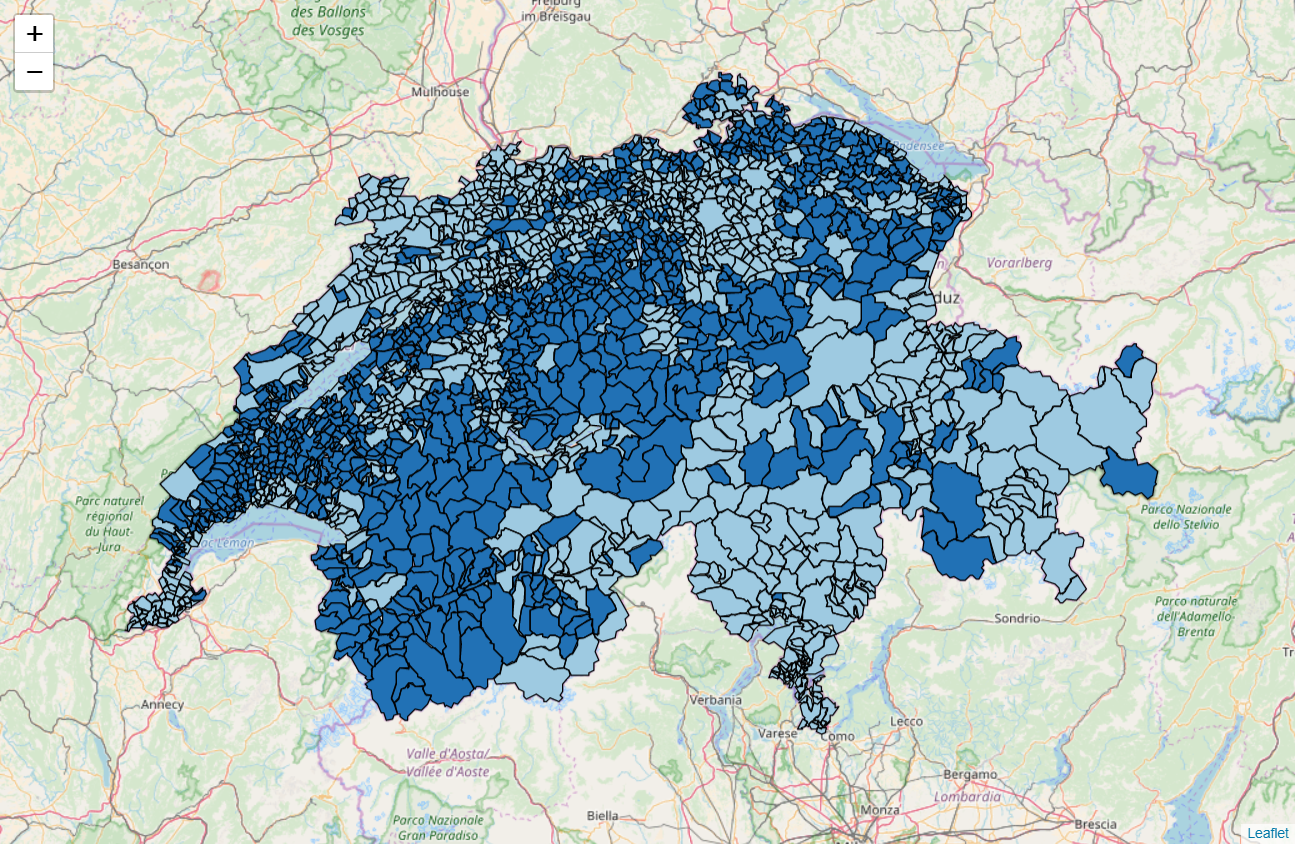 +
−
des Ballons
des Vosges
Freiburg
im Breisgau
Mulhouse
Bodensee
Besançon
Vorarlberg
duz
Parc naturel
régional
du Haut-
Jura
Lac Léman
Parco Nazionale
dello Stelvio
Parco naturale
dell'Adamello-
Brenta
Sondrio
Tr
Annecy
Verbania
Lecco
Varese
Como
Valle d'Aosta/
Vallée d'Aoste
Bergamo
Lombardia
Biella
Monza
Brescia
Parco Nazionale
Gran Paradiso
Leaflet